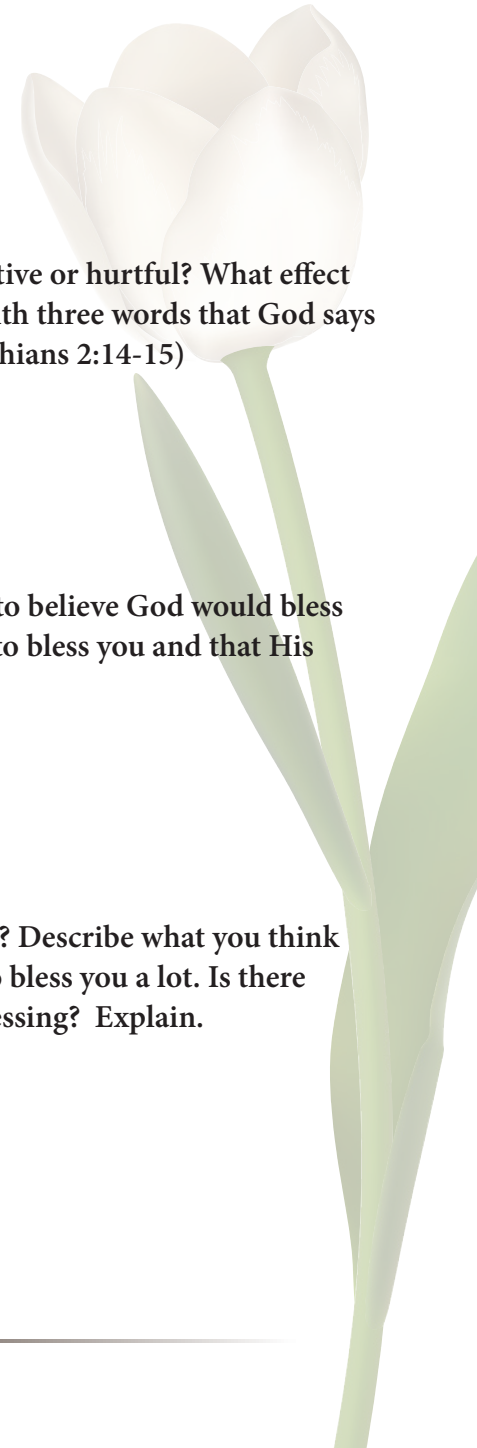 tive or hurtful? What effect
th three words that God says
hians 2:14-15)
to believe God would bless
to bless you and that His
? Describe what you think
bless you a lot. Is there
ssing?  Explain.